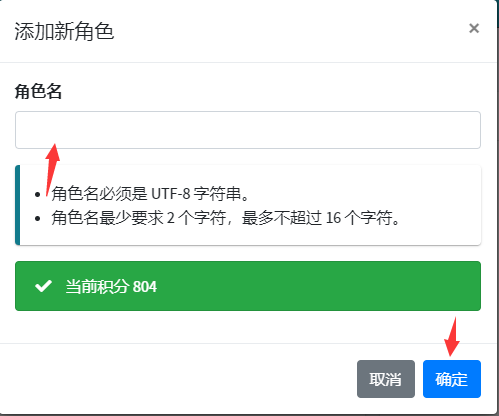 添加新角色
×
角色名
角色名必须是 UTF-8 字符串。
角色名最少要求 2 个字符，最多不超过 16 个字符。
当前积分 804
取消 确定